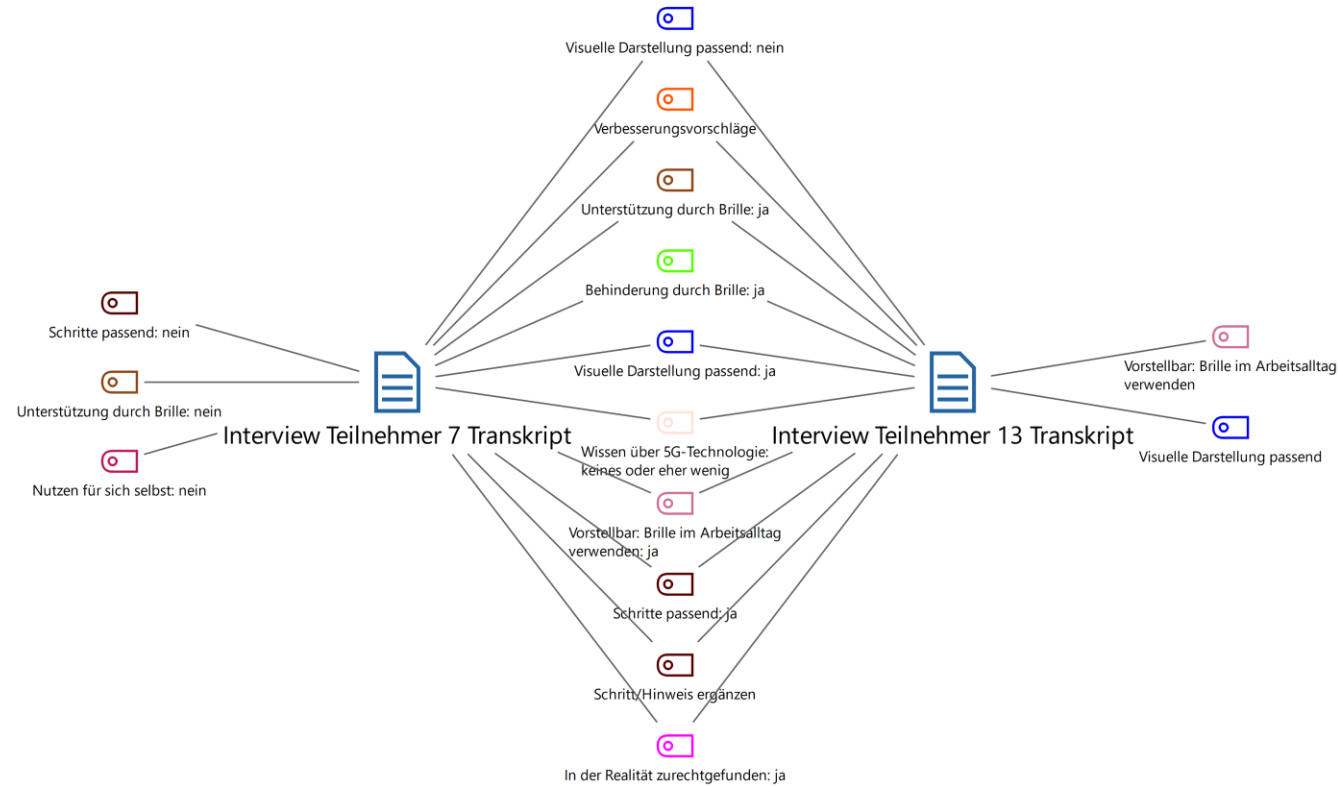 Visuelle Darstellung passend: nein
Verbesserungsvorschläge
Unterstützung durch Brille: ja
Behinderung durch Brille: ja
Schritte passend: nein
Visuelle Darstellung passend: ja
Vorstellbar: Brille im Arbeitsalltag
verwenden
Unterstützung durch Brille: nein
Interview Teilnehmer 7 Transkript
Interview Teilnehmer 13 Transkript
Wissen über 5G-Technologie:
keines oder eher wenig
Visuelle Darstellung passend
Nutzen für sich selbst: nein
Vorstellbar: Brille im Arbeitsalltag
verwenden: ja
Schritte passend: ja
Schritt/Hinweis ergänzen
In der Realität zurechtgefunden: ja